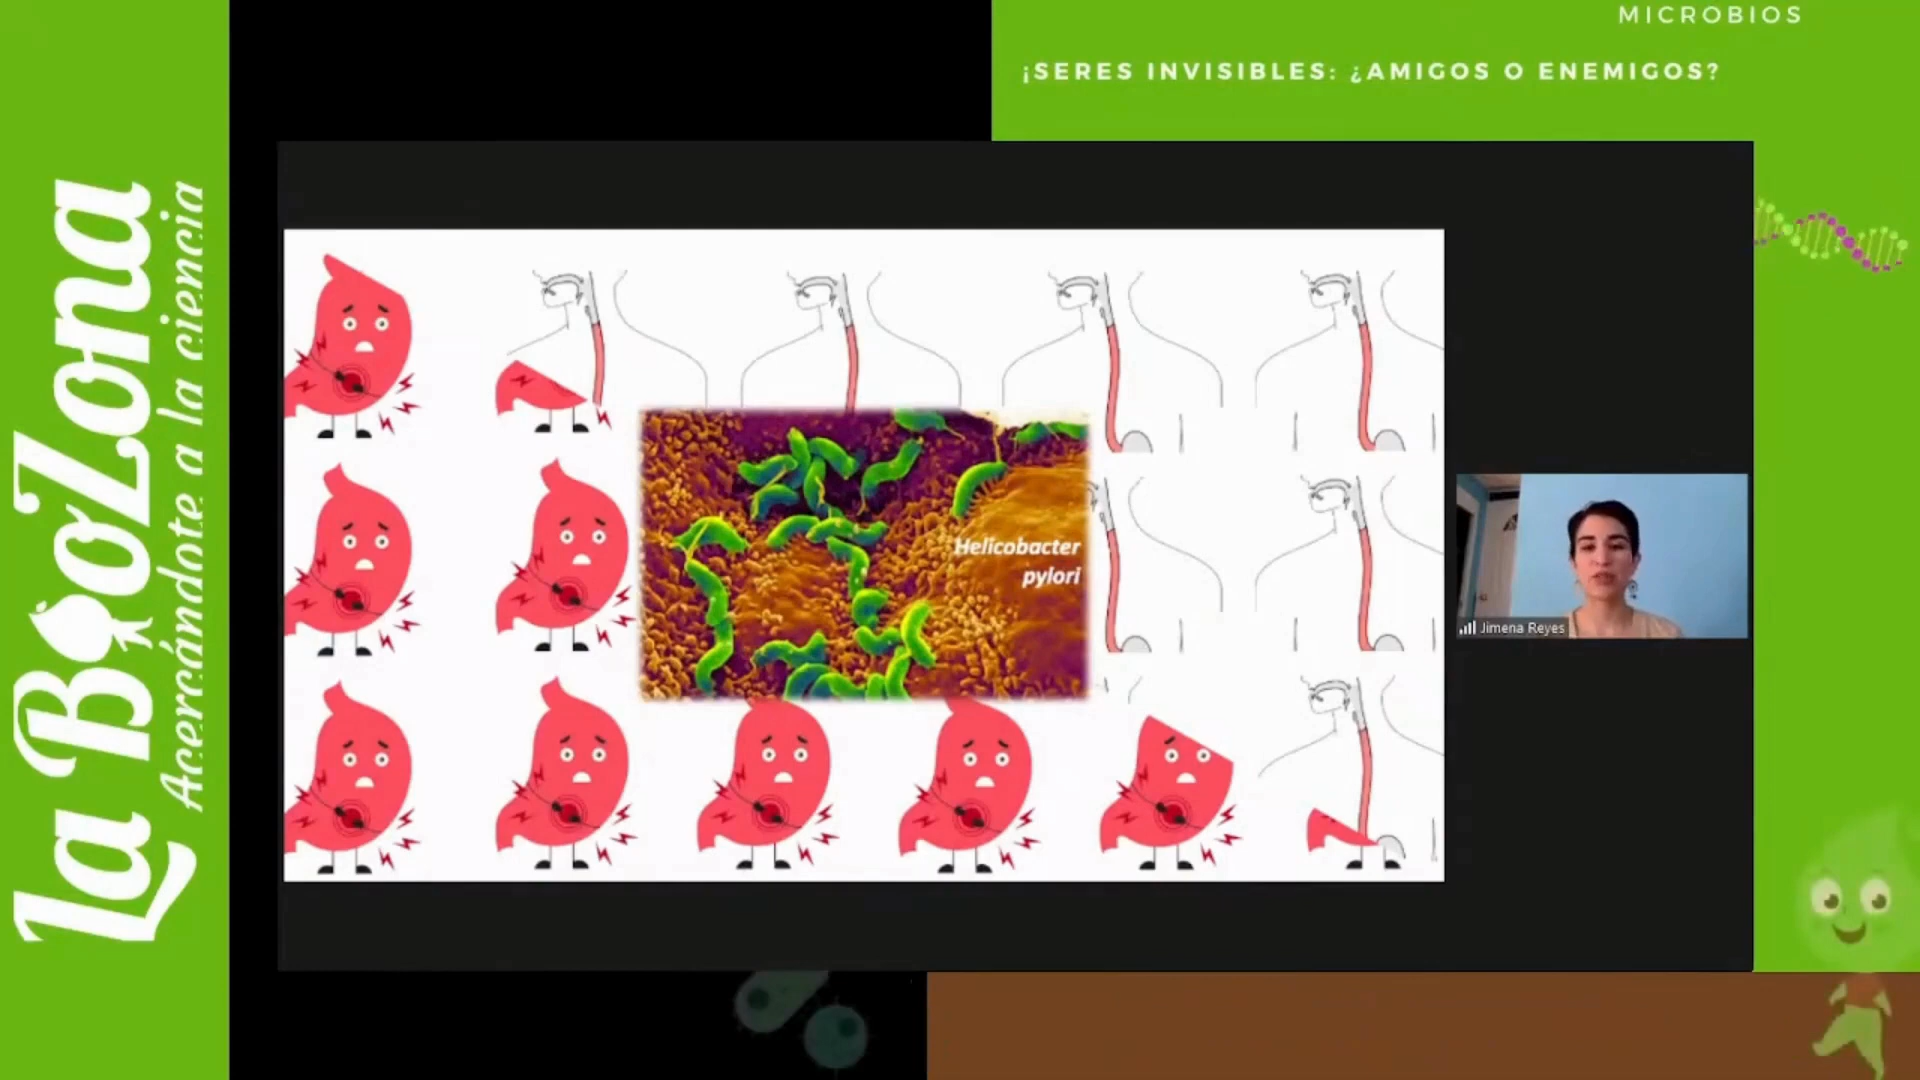 MICROBIOS
¡SERES INVISIBLES: ¿AMIGOS O ENEMIGOS?
La BioZona
Acercándote a la ciencia
Helicobacter
pylori
Jimena Reyes